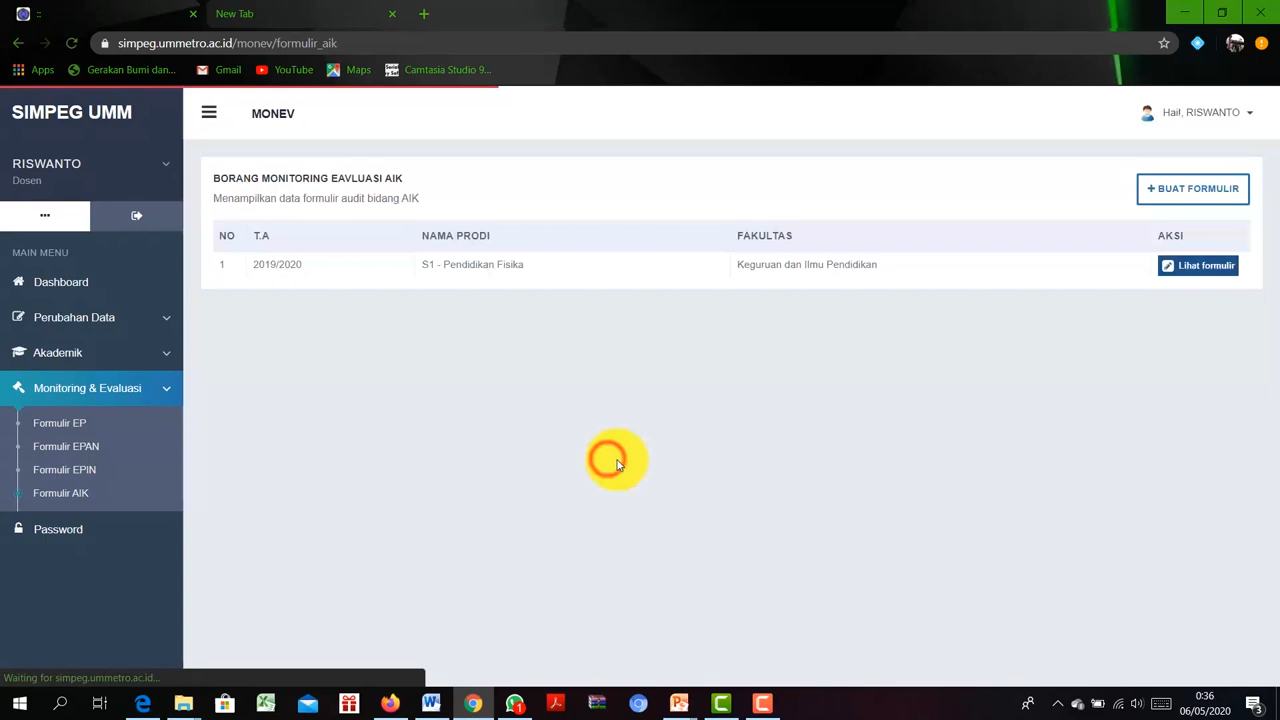 ::
New Tab
simpeg.ummetro.ac.id/monev/formulir_aik
Apps
Gerakan Bumi dan...
Gmail
YouTube
Maps
Camtasia Studio 9...
SIMPEG UMM
MONEV
Hai!, RISWANTO
RISWANTO
Dosen
BORANG MONITORING EAVLUASI AIK
Menampilkan data formulir audit bidang AIK
+ BUAT FORMULIR
NO T.A NAMA PRODI FAKULTAS AKSI
1 2019/2020 S1 - Pendidikan Fisika Keguruan dan Ilmu Pendidikan Lihat formulir
MAIN MENU
Dashboard
Perubahan Data
Akademik
Monitoring & Evaluasi
Formulir EP
Formulir EPAN
Formulir EPIN
Formulir AIK
Password
Waiting for simpeg.ummetro.ac.id...
0:36
06/05/2020
1
3